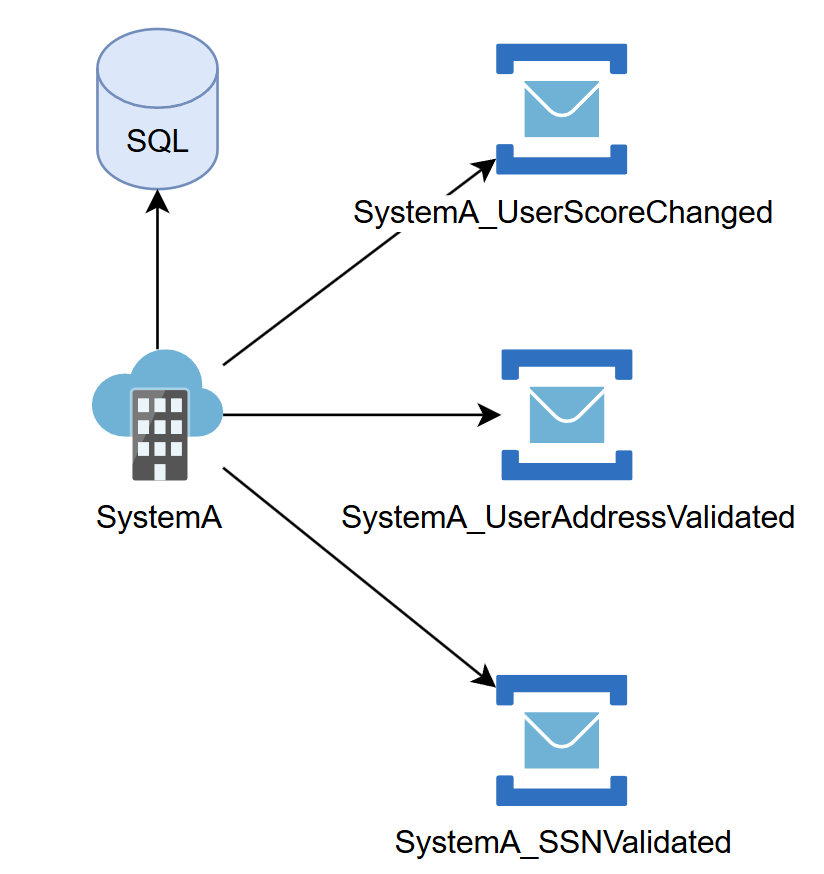 SQL
SystemA_UserScoreChanged
SystemA
SystemA_UserAddressValidated
SystemA_SSNValidated